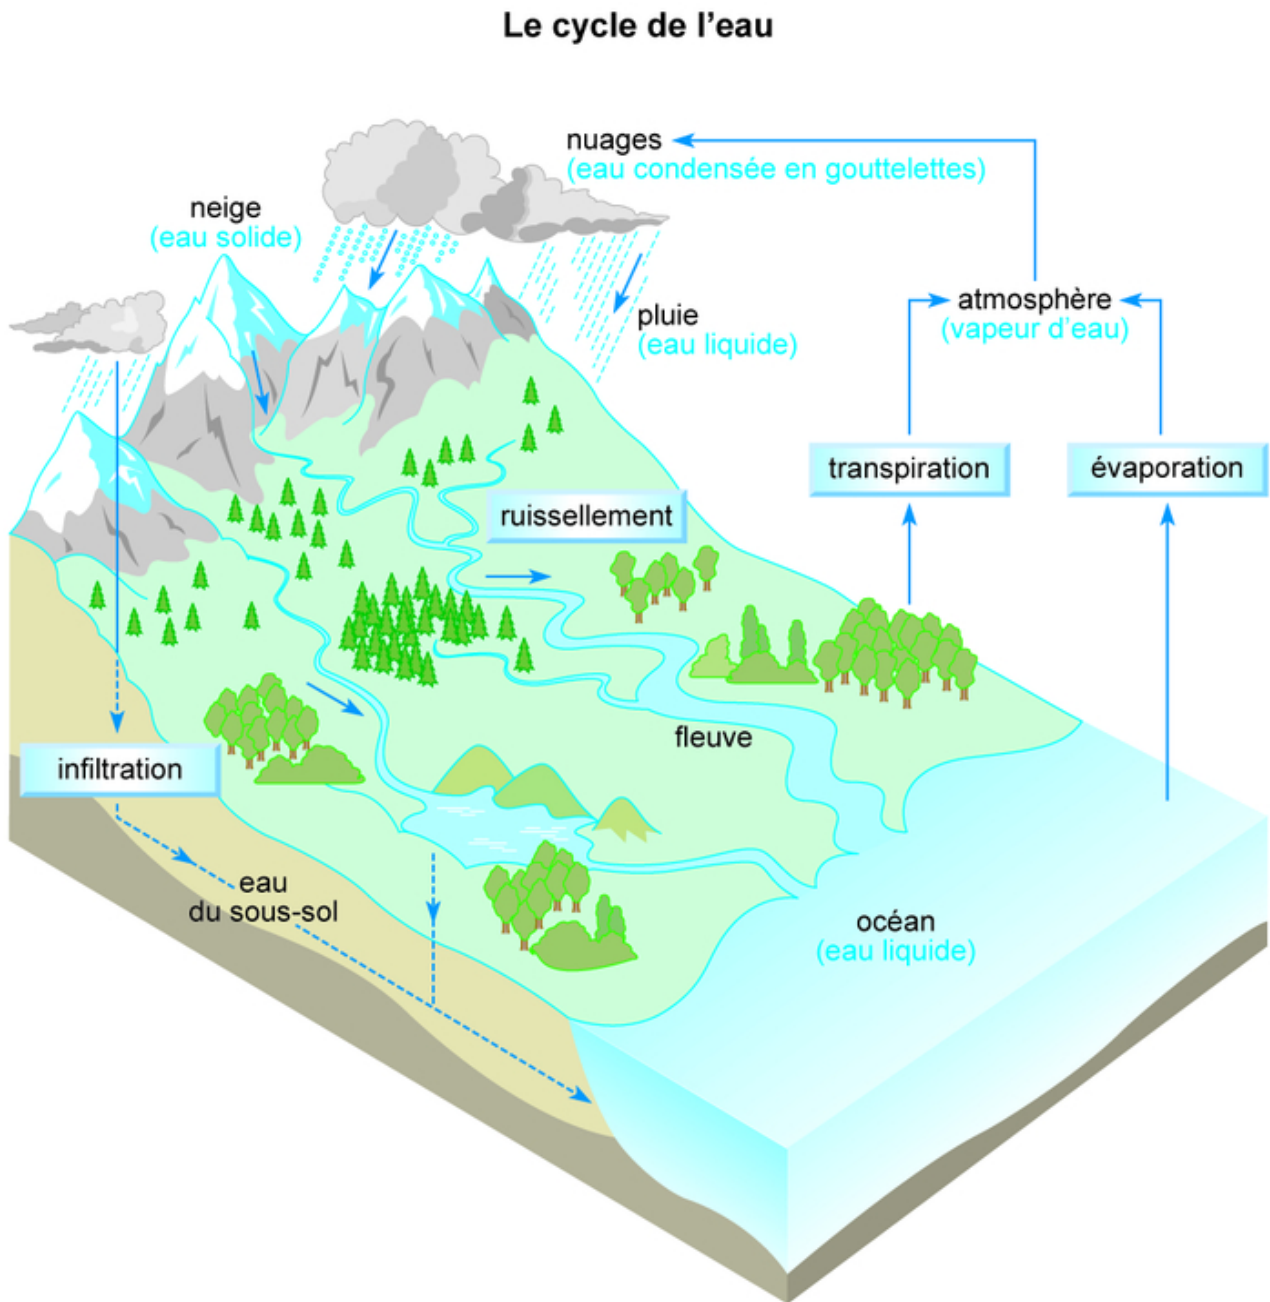 Le cycle de l'eau
nuages
(eau condensée en gouttelettes)
neige
(eau solide)
pluie
(eau liquide)
atmosphère
(vapeur d'eau)
transpiration
évaporation
ruissellement
fleuve
infiltration
eau
du sous-sol
océan
(eau liquide)